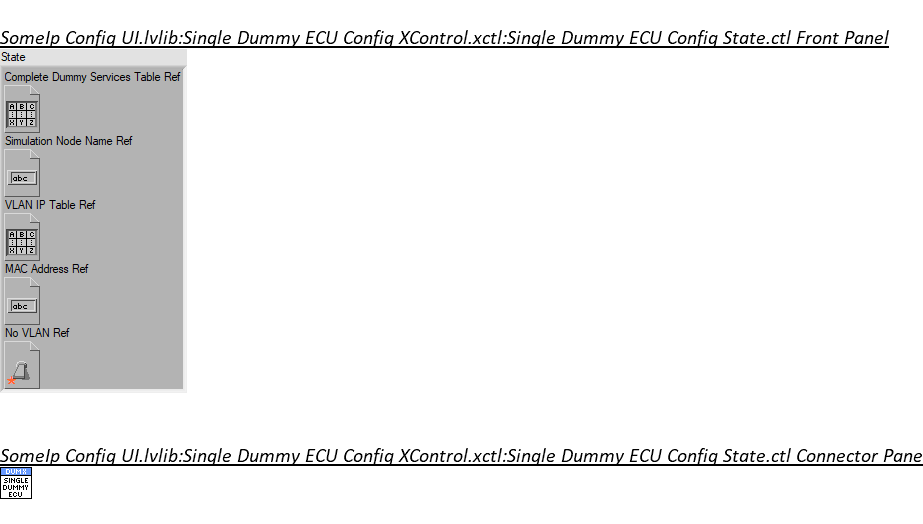 SomeIp Config UI.lvlib:Single Dummy ECU Config XControl.xctl:Single Dummy ECU Config State.ctl Front Panel
State
Complete Dummy Services Table Ref
A B C
X Y Z
Simulation Node Name Ref
abc
VLAN IP Table Ref
A B C
X Y Z
MAC Address Ref
abc
No VLAN Ref
SomeIp Config UI.lvlib:Single Dummy ECU Config XControl.xctl:Single Dummy ECU Config State.ctl Connector Pane
DUMX
SINGLE
DUMMY
ECU